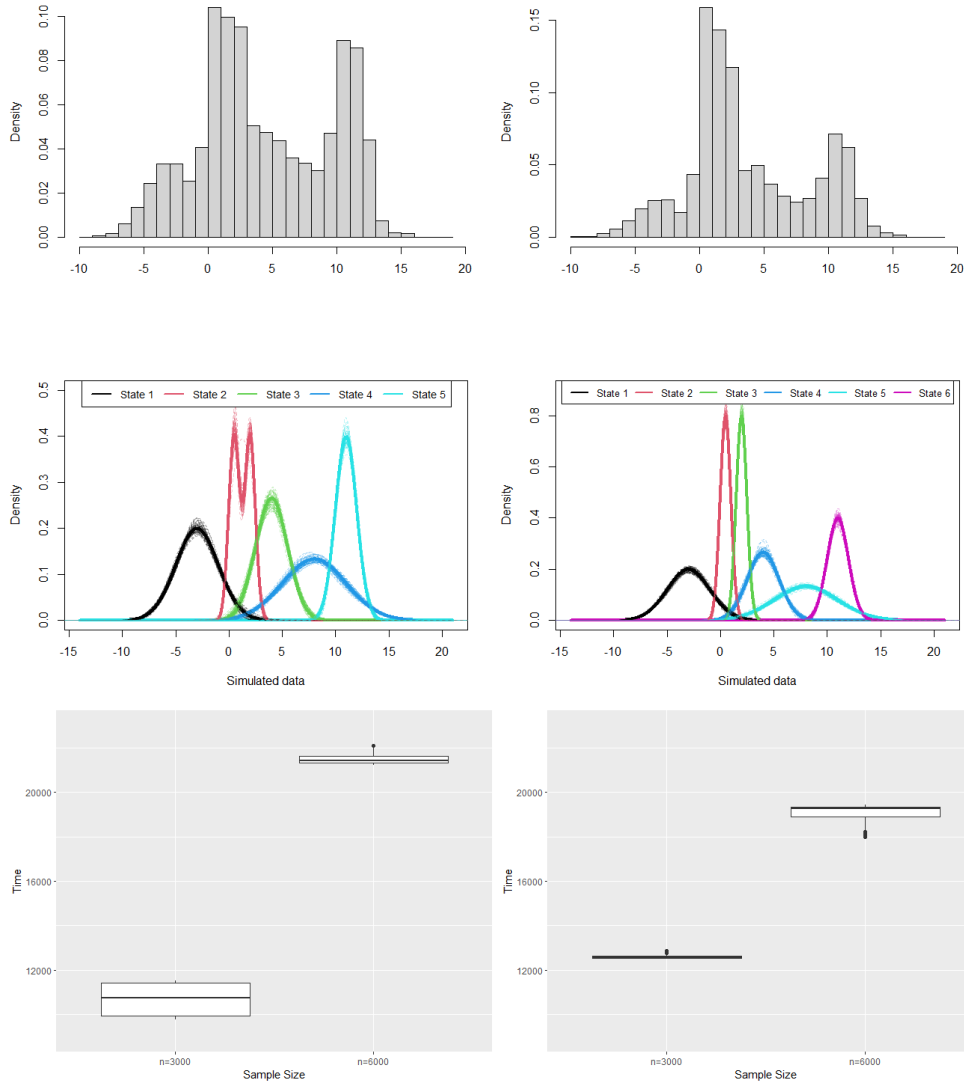 0.00 0.02 0.04 0.06 0.08 0.10
Density
-10 -5 0 5 10 15 20
0.00 0.05 0.10 0.15
Density
-10 -5 0 5 10 15 20
State 1 State 2 State 3 State 4 State 5
0.0 0.1 0.2 0.3 0.4 0.5
Density
-15 -10 -5 0 5 10 15 20
Simulated data
State 1 State 2 State 3 State 4 State 5 State 6
0.0 0.2 0.4 0.6 0.8
Density
-15 -10 -5 0 5 10 15 20
Simulated data
20000
16000
12000
Time
n=3000 n=6000
Sample Size
20000
16000
12000
Time
n=3000 n=6000
Sample Size